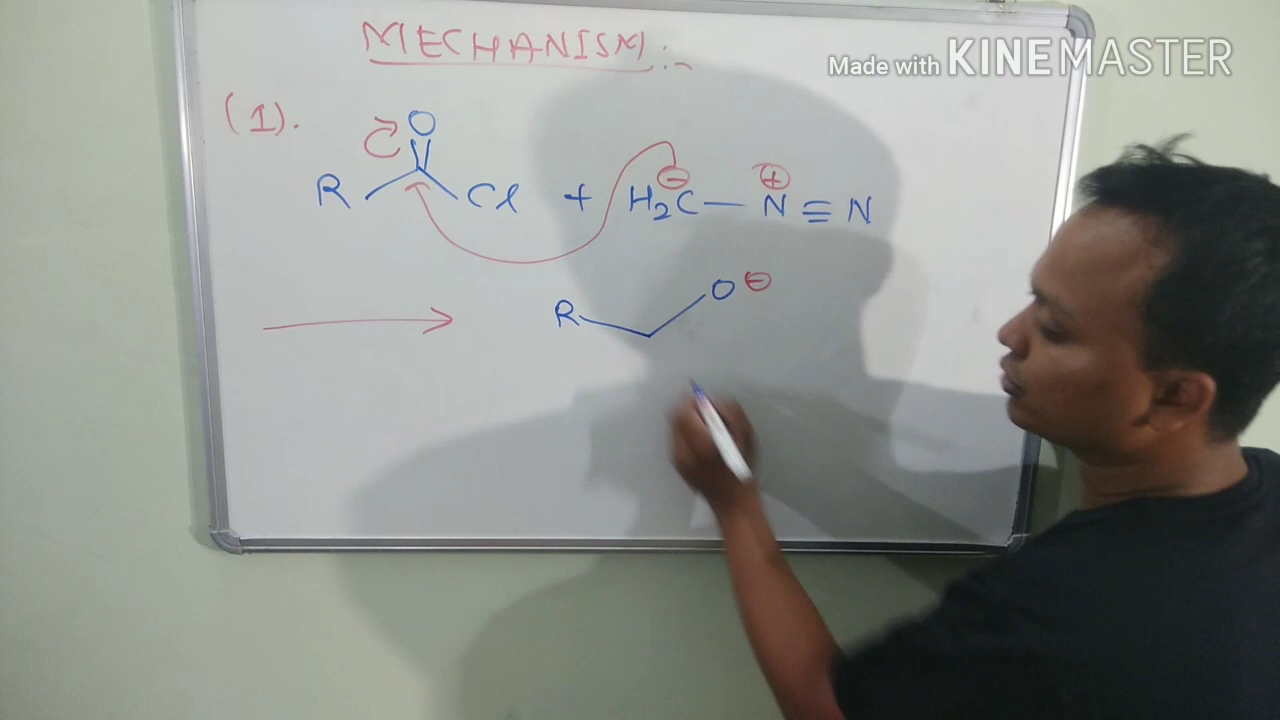 MECHANISM:-
Made with KINEMASTER
(1).
O
R Cl + H₂C — N ≡ N
⊖ ⊕
R O ⊖